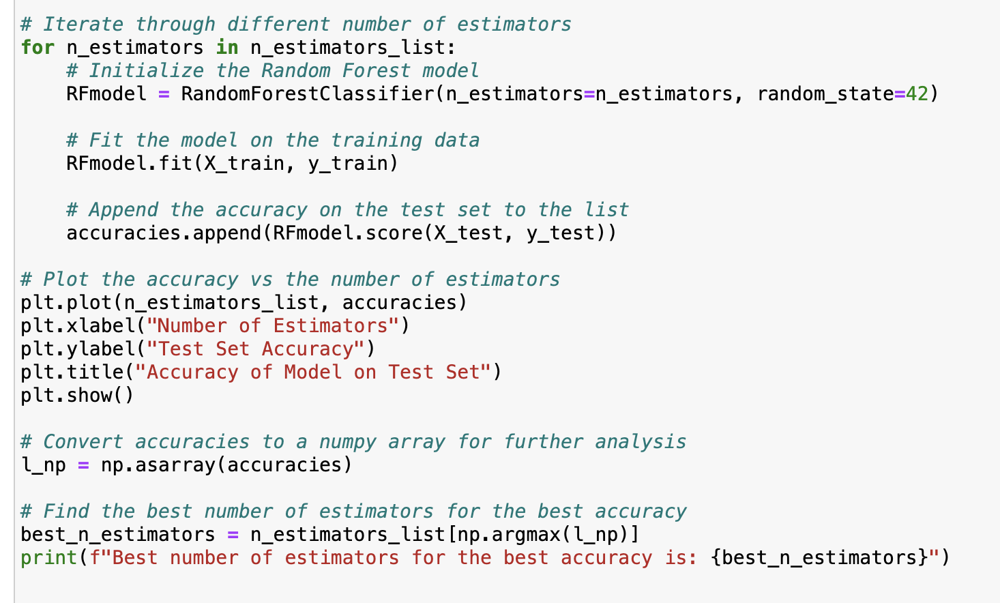 # Iterate through different number of estimators
for n_estimators in n_estimators_list:
    # Initialize the Random Forest model
    RFmodel = RandomForestClassifier(n_estimators=n_estimators, random_state=42)

    # Fit the model on the training data
    RFmodel.fit(X_train, y_train)

    # Append the accuracy on the test set to the list
    accuracies.append(RFmodel.score(X_test, y_test))

# Plot the accuracy vs the number of estimators
plt.plot(n_estimators_list, accuracies)
plt.xlabel("Number of Estimators")
plt.ylabel("Test Set Accuracy")
plt.title("Accuracy of Model on Test Set")
plt.show()

# Convert accuracies to a numpy array for further analysis
l_np = np.asarray(accuracies)

# Find the best number of estimators for the best accuracy
best_n_estimators = n_estimators_list[np.argmax(l_np)]
print(f"Best number of estimators for the best accuracy is: {best_n_estimators}")